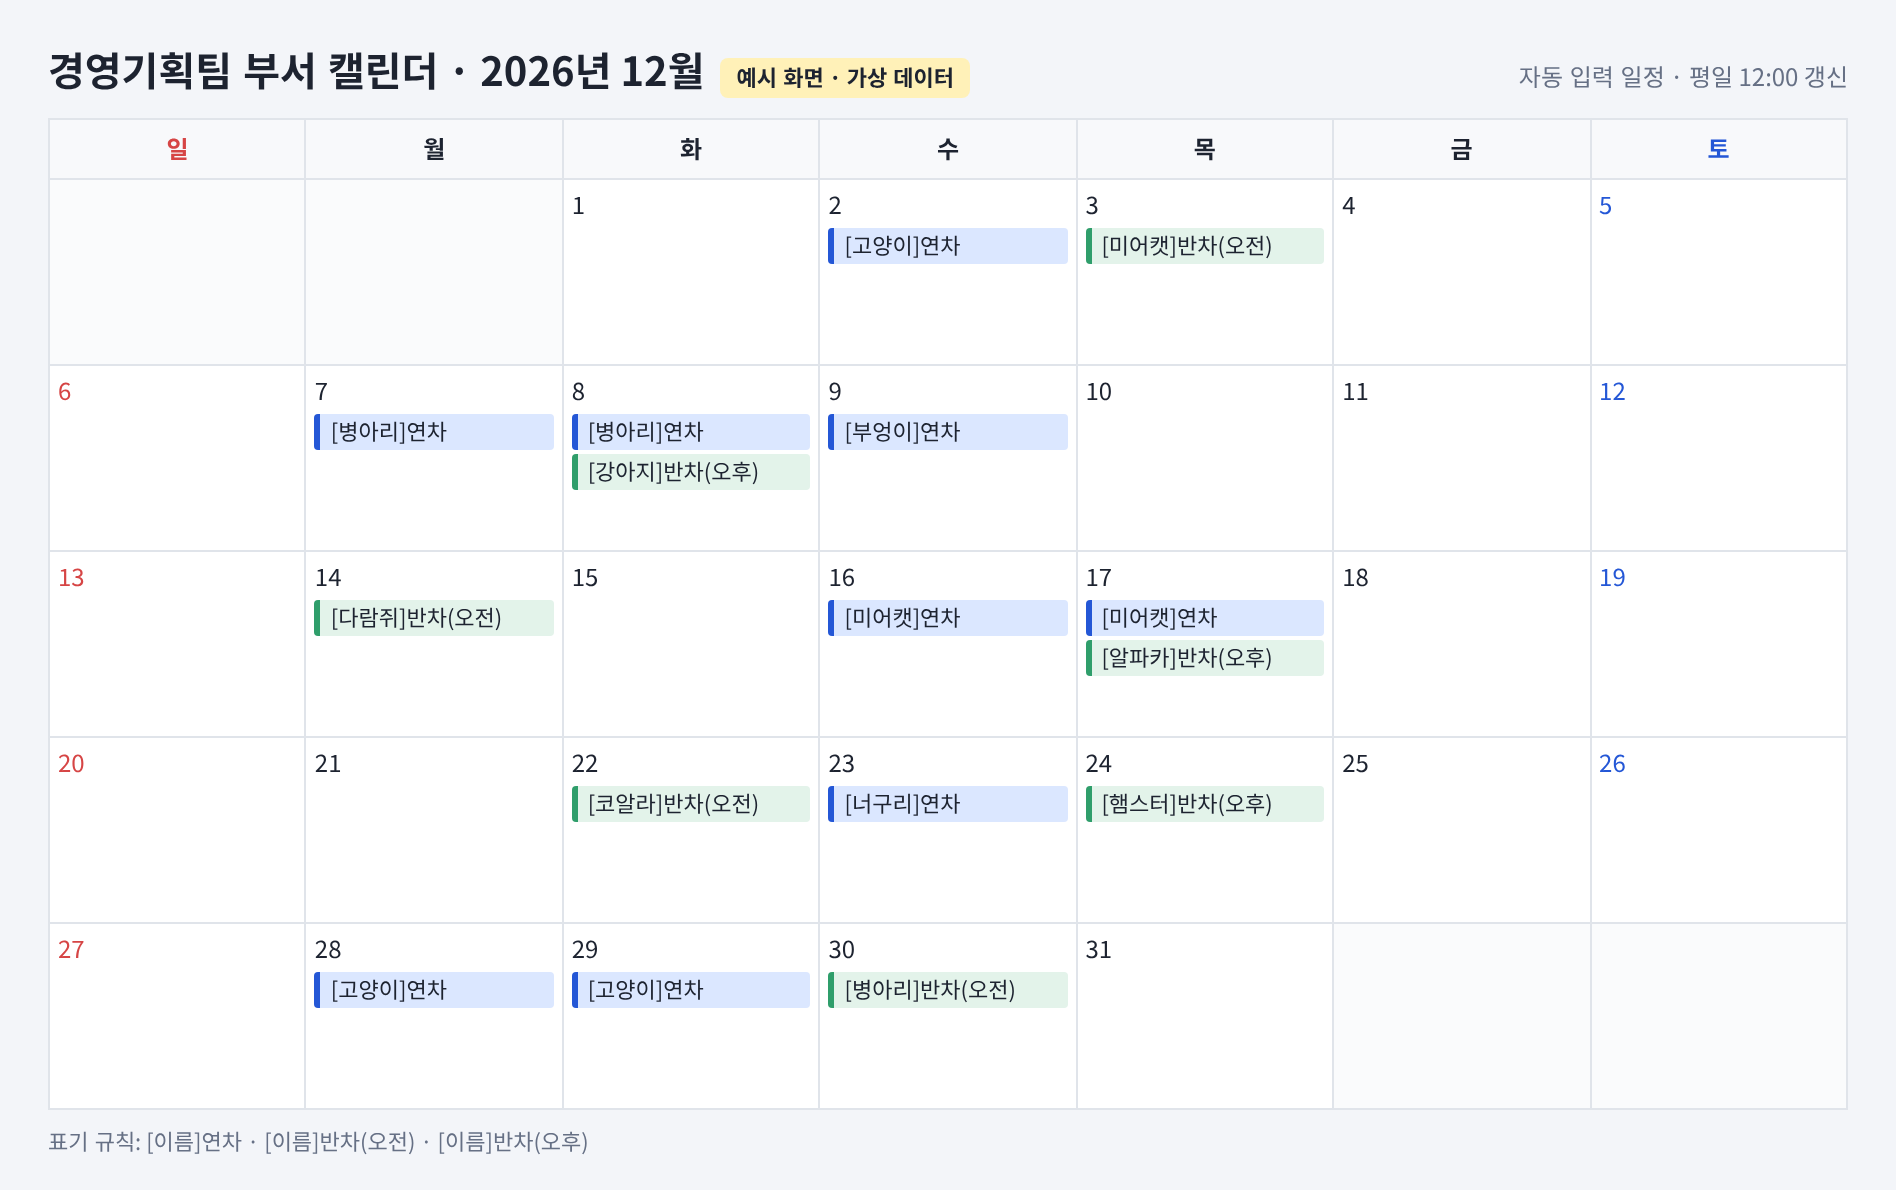 경영기획팀 부서 캘린더 · 2026년 12월
예시 화면 · 가상 데이터
자동 입력 일정 · 평일 12:00 갱신
일 월 화 수 목 금 토
1 2 3 4 5
[고양이]연차 [미어캣]반차(오전)
6 7 8 9 10 11 12
[병아리]연차 [병아리]연차 [부엉이]연차
[강아지]반차(오후)
13 14 15 16 17 18 19
[다람쥐]반차(오전) [미어캣]연차 [미어캣]연차
[알파카]반차(오후)
20 21 22 23 24 25 26
[코알라]반차(오전) [너구리]연차 [햄스터]반차(오후)
27 28 29 30 31
[고양이]연차 [고양이]연차 [병아리]반차(오전)
표기 규칙: [이름]연차 · [이름]반차(오전) · [이름]반차(오후)